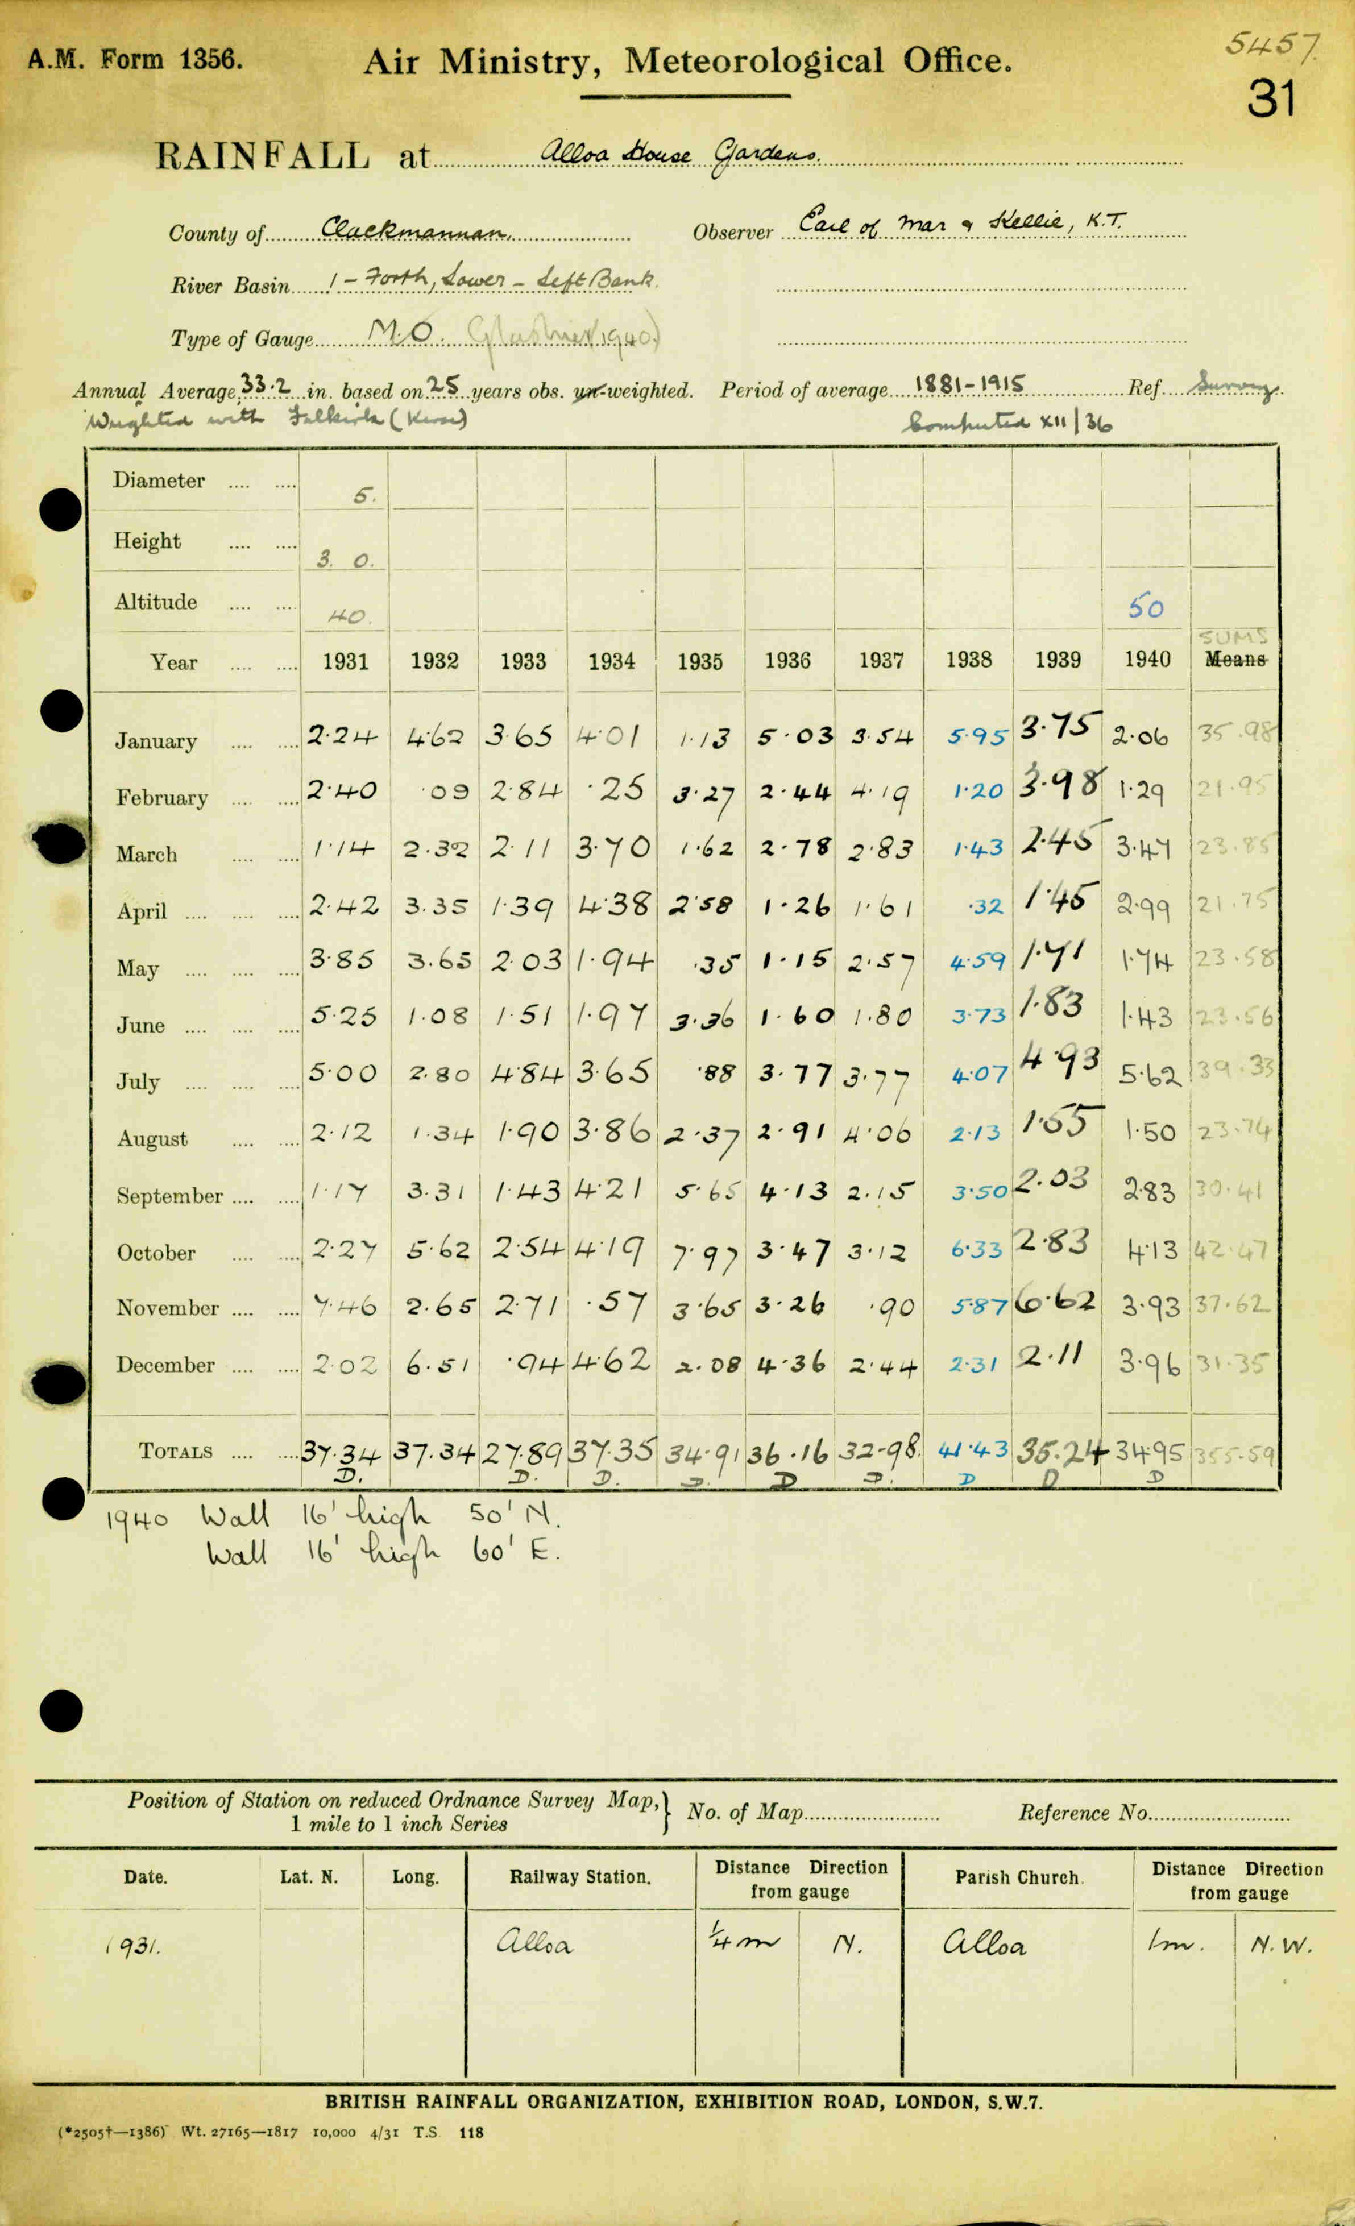 A.M. Form 1356. Air Ministry, Meteorological Office. 5457.
31
RAINFALL at Alloa House Gardens.
County of Clackmannan. Observer Earl of Mar & Kellie, K.T.
River Basin 1 - Forth, Lower - Left Bank.
Type of Gauge M.O. (1940)
Annual Average 33.2 in. based on 25 years obs. un-weighted. Period of average 1881-1915 Ref. Survey.
Weighted with Falkirk (Kerse) Computed XII/36
Diameter 5.
Height 3. 0.
Altitude 40. 50
SUMS
Year 1931 1932 1933 1934 1935 1936 1937 1938 1939 1940 Means
January 2.24 4.62 3.65 4.01 1.13 5.03 3.54 5.95 3.75 2.06 35.98
February 2.40 .09 2.84 .25 3.27 2.44 4.19 1.20 3.98 1.29 21.95
March 1.14 2.32 2.11 3.70 1.62 2.78 2.83 1.43 2.45 3.47 23.85
April 2.42 3.35 1.39 4.38 2.58 1.26 1.61 .32 1.45 2.99 21.75
May 3.85 3.65 2.03 1.94 .35 1.15 2.57 4.59 1.71 1.74 23.58
June 5.25 1.08 1.51 1.97 3.36 1.60 1.80 3.73 1.83 1.43 23.56
July 5.00 2.80 4.84 3.65 .88 3.77 3.77 4.07 4.93 5.62 39.33
August 2.12 1.34 1.90 3.86 2.37 2.91 4.06 2.13 1.55 1.50 23.74
September 1.17 3.31 1.43 4.21 5.65 4.13 2.15 3.50 2.03 2.83 30.41
October 2.27 5.62 2.54 4.19 7.97 3.47 3.12 6.33 2.83 4.13 42.47
November 7.46 2.65 2.71 .57 3.65 3.26 .90 5.87 6.62 3.93 37.62
December 2.02 6.51 .94 4.62 2.08 4.36 2.44 2.31 2.11 3.96 31.35
TOTALS 37.34 37.34 27.89 37.35 34.91 36.16 32.98 41.43 35.24 34.95 355.59
D. D. D. D. D D. D D D
1940 Wall 16' high 50' N.
Wall 16' high 60' E.
Position of Station on reduced Ordnance Survey Map, } No. of Map Reference No.
1 mile to 1 inch Series
Date. Lat. N. Long. Railway Station. Distance Direction from gauge Parish Church. Distance Direction from gauge
1931. Alloa 1/4 m N. Alloa 1m. N.W.
BRITISH RAINFALL ORGANIZATION, EXHIBITION ROAD, LONDON, S.W.7.
(*2505†—1386) Wt. 27165—1817 10,000 4/31 T.S. 118